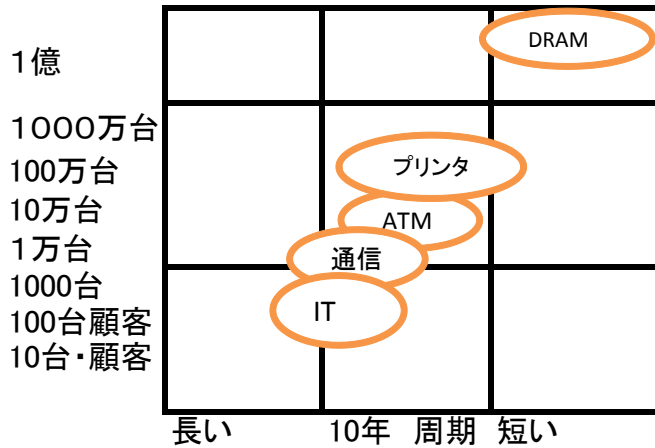 DRAM
1億
1000万台
100万台
プリンタ
10万台
ATM
1万台
通信
1000台
100台顧客
IT
10台・顧客
長い 10年 周期 短い